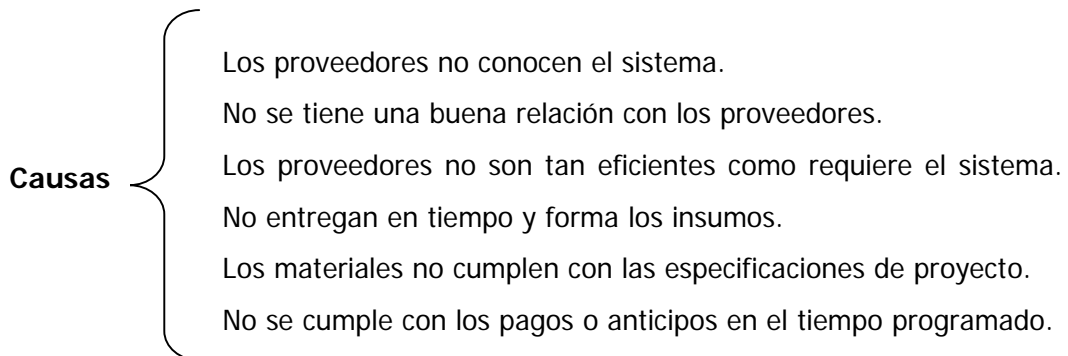 Causas
Los proveedores no conocen el sistema.
No se tiene una buena relación con los proveedores.
Los proveedores no son tan eficientes como requiere el sistema.
No entregan en tiempo y forma los insumos.
Los materiales no cumplen con las especificaciones de proyecto.
No se cumple con los pagos o anticipos en el tiempo programado.